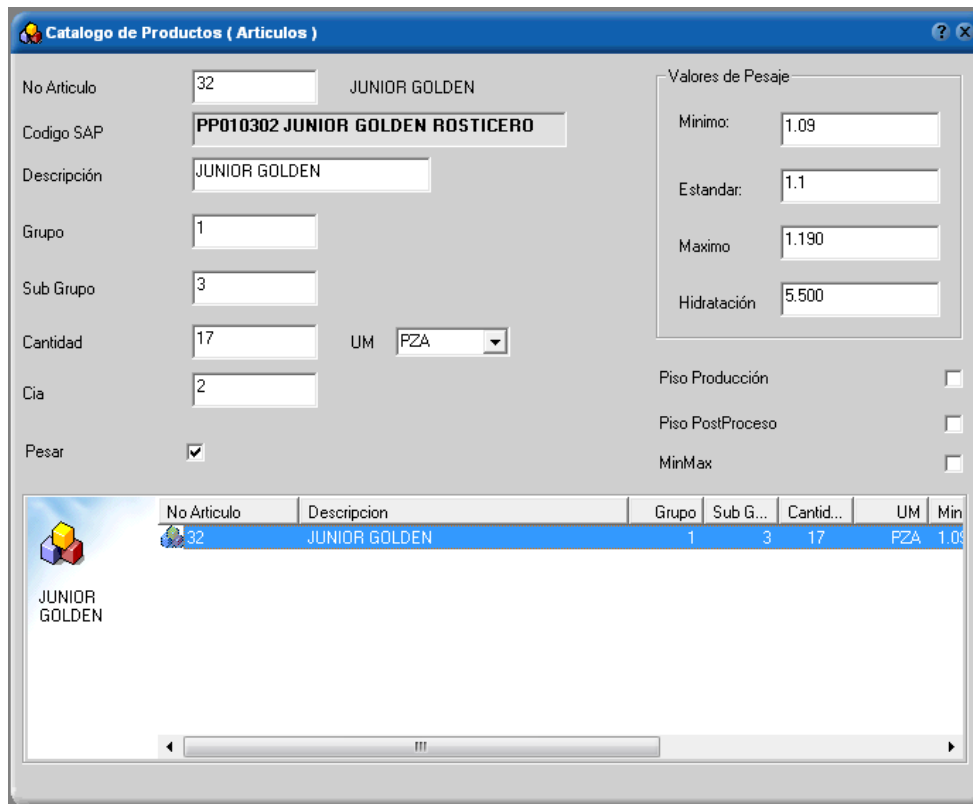 Catalogo de Productos ( Articulos )
No Articulo 32 JUNIOR GOLDEN
Codigo SAP PP010302 JUNIOR GOLDEN ROSTICERO
Descripción JUNIOR GOLDEN
Grupo 1
Sub Grupo 3
Cantidad 17 UM PZA
Cia 2
Pesar
Valores de Pesaje
Minimo: 1.09
Estandar: 1.1
Maximo 1.190
Hidratación 5.500
Piso Producción
Piso PostProceso
MinMax
No Articulo Descripcion Grupo Sub G... Cantid... UM Min
32 JUNIOR GOLDEN 1 3 17 PZA 1.09
JUNIOR
GOLDEN